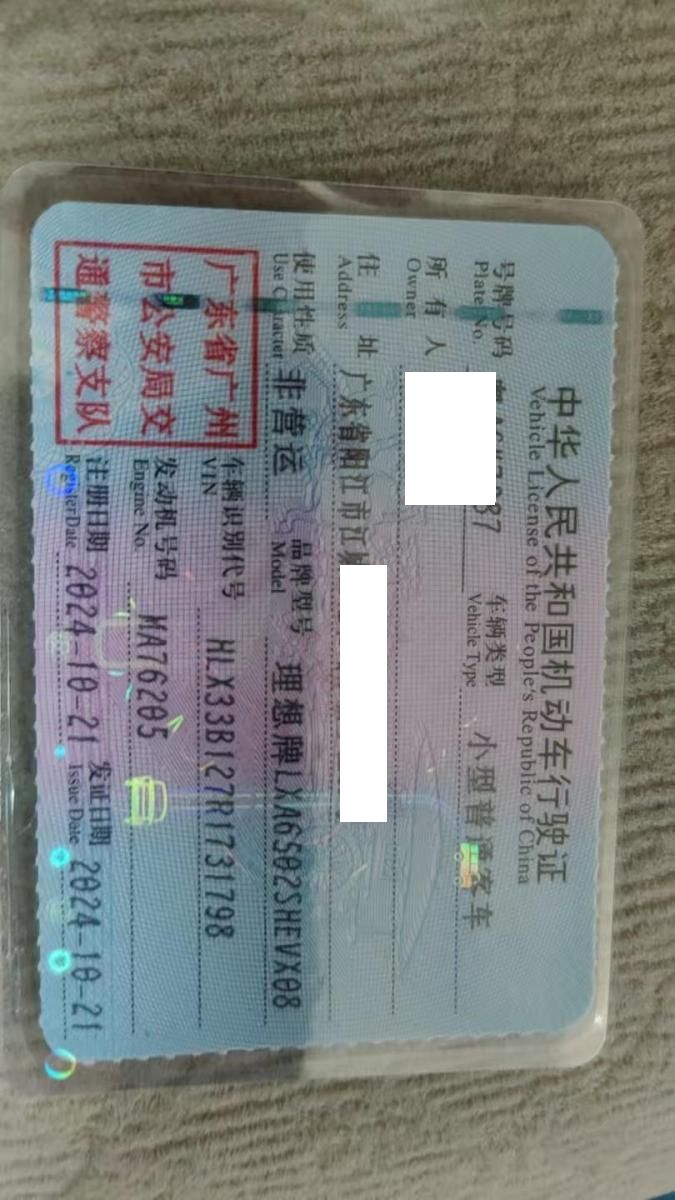 中华人民共和国机动车行驶证
Vehicle License of the People's Republic of China
号牌号码 37 车辆类型 小型普通客车
Plate No. Vehicle Type
所有人
Owner
住址 广东省阳江市江城
Address
使用性质 非营运 品牌型号 理想牌LXA6502SHEVX08
Use Character Model
广东省广州
市公安局交
通警察支队
车辆识别代号 HLX33B127R1731798
VIN
发动机号码 MA76205
Engine No.
注册日期 2024-10-21 发证日期 2024-10-21
Register Date Issue Date